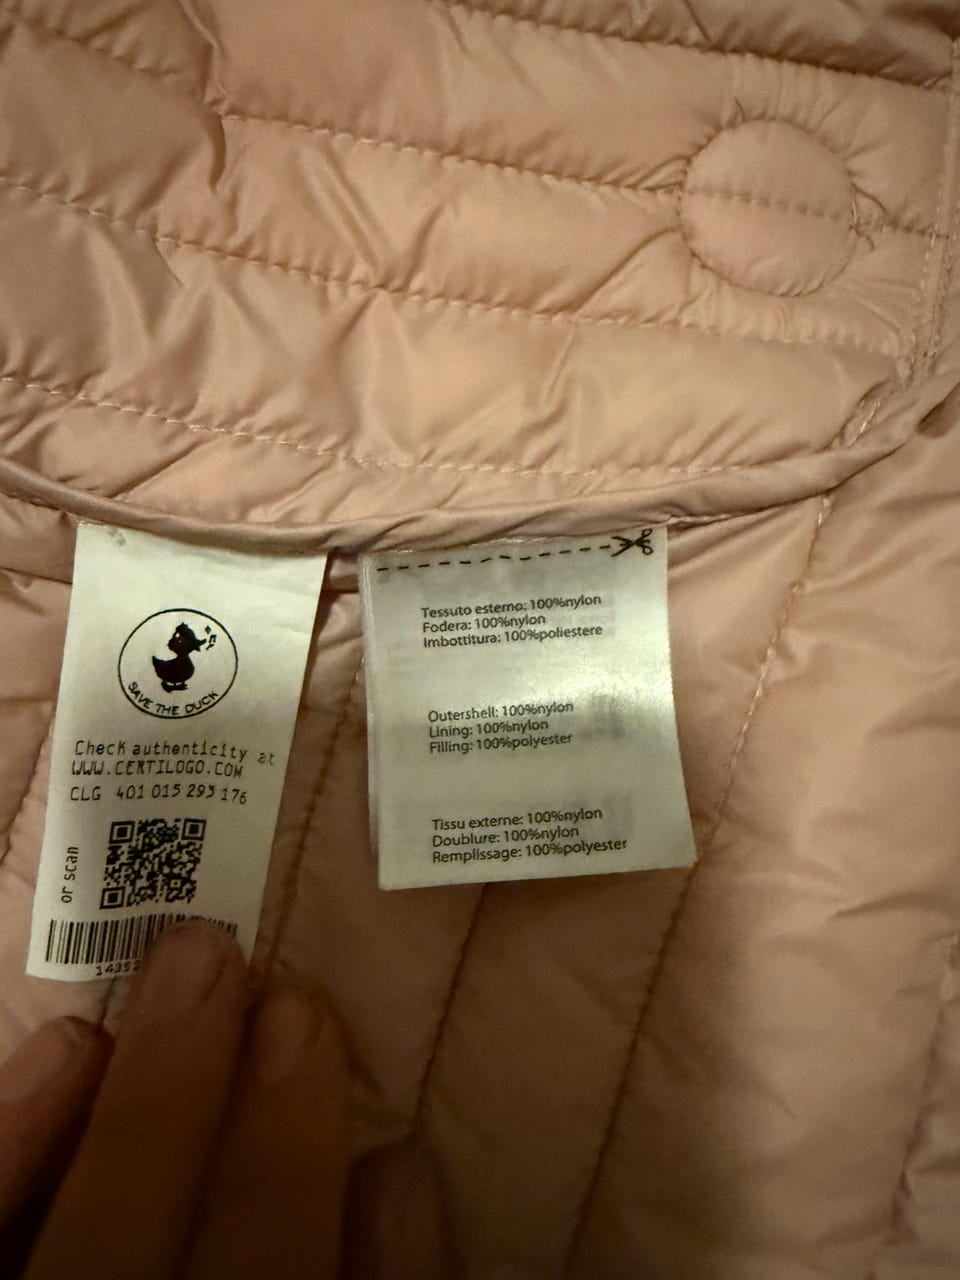 SAVE THE DUCK
Check authenticity at
WWW.CERTILOGO.COM
CLG 401 015 293 176
or scan
Tessuto esterno: 100%nylon
Fodera: 100%nylon
Imbottitura: 100%poliestere
Outershell: 100%nylon
Lining: 100%nylon
Filling: 100%polyester
Tissu externe: 100%nylon
Doublure: 100%nylon
Remplissage: 100%polyester